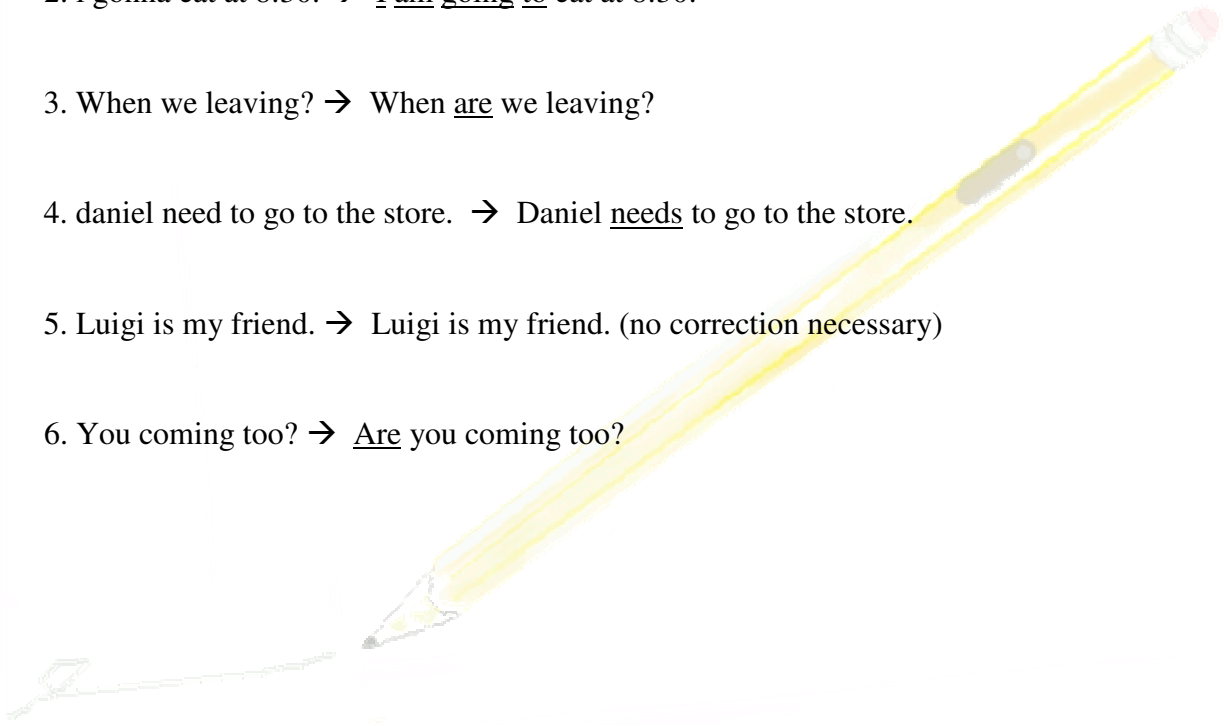 3. When we leaving? → When are we leaving?
4. daniel need to go to the store. → Daniel needs to go to the store.
5. Luigi is my friend. → Luigi is my friend. (no correction necessary)
6. You coming too? → Are you coming too?